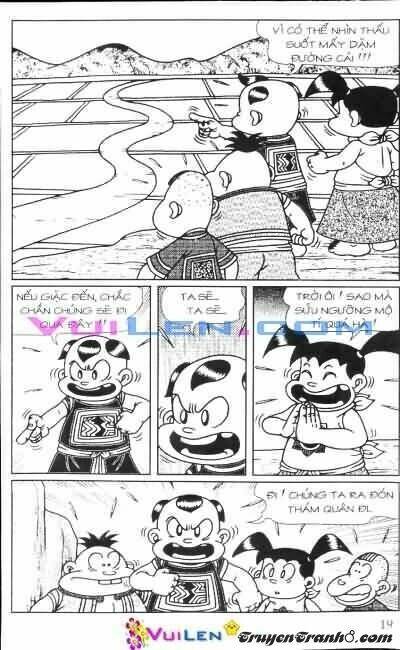 VÌ CÓ THỂ NHÌN THẤU
SUỐT MẤY DẶM
ĐƯỜNG CÁI !!!
NẾU GIẶC ĐẾN, CHẮC
CHẮN CHÚNG SẼ ĐI
QUA ĐÂY !!!
TA SẼ...
TA SẼ...
TRỜI ÔI ! SAO MÀ
SỬU NGƯỠNG MỘ
TÍ QUÁ HÀ
VuiLen.com
ĐI ! CHÚNG TA RA ĐÓN
THÁM QUÂN ĐI.
14
VuiLen
TruyenTranh8.com